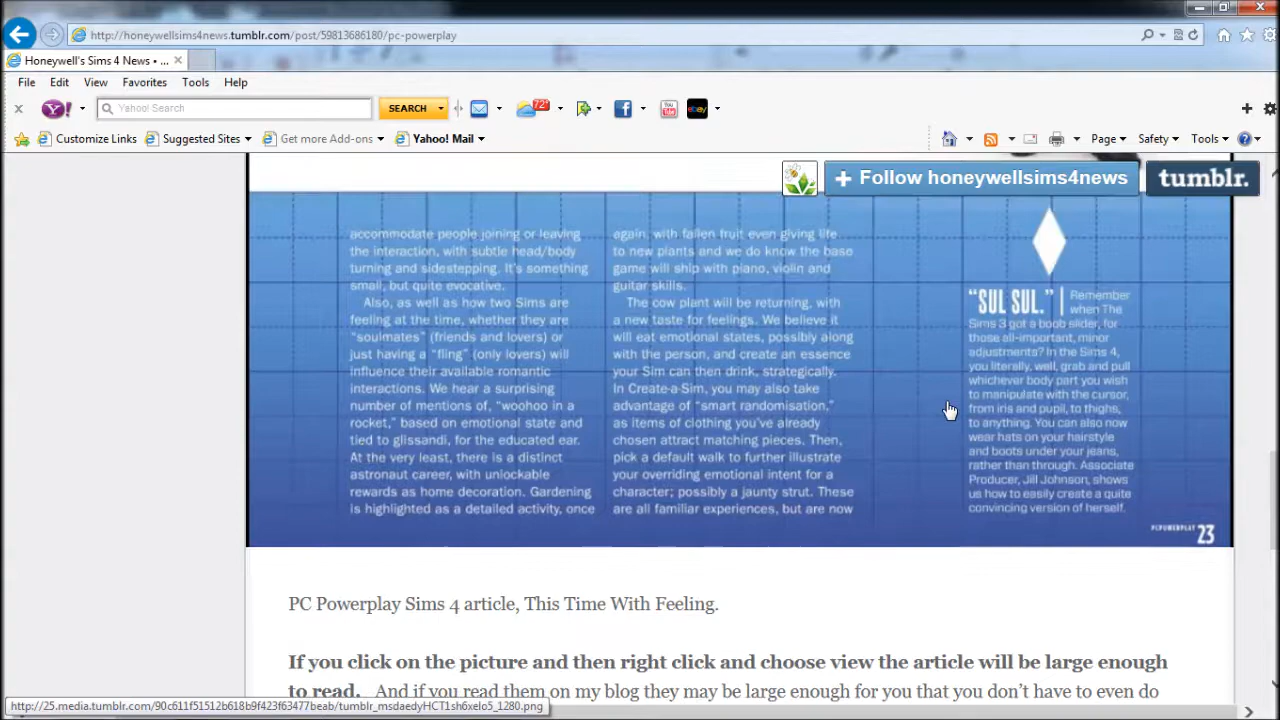 http://honeywellsims4news.tumblr.com/post/59813686180/pc-powerplay
Honeywell's Sims 4 News • ...
File Edit View Favorites Tools Help
Y! Yahoo! Search SEARCH 72° f You Tube ebay
Customize Links Suggested Sites Get more Add-ons Yahoo! Mail Page Safety Tools
+ Follow honeywellsims4news tumblr.
accommodate people joining or leaving
the interaction, with subtle head/body
turning and sidestepping. It's something
small, but quite evocative.
Also, as well as how two Sims are
feeling at the time, whether they are
"soulmates" (friends and lovers) or
just having a "fling" (only lovers) will
influence their available romantic
interactions. We hear a surprising
number of mentions of, "woohoo in a
rocket," based on emotional state and
tied to glissandi, for the educated ear.
At the very least, there is a distinct
astronaut career, with unlockable
rewards as home decoration. Gardening
is highlighted as a detailed activity, once
again, with fallen fruit even giving life
to new plants and we do know the base
game will ship with piano, violin and
guitar skills.
The cow plant will be returning, with
a new taste for feelings. We believe it
will eat emotional states, possibly along
with the person, and create an essence
your Sim can then drink, strategically.
In Create-a-Sim, you may also take
advantage of "smart randomisation,"
as items of clothing you've already
chosen attract matching pieces. Then,
pick a default walk to further illustrate
your overriding emotional intent for a
character; possibly a jaunty strut. These
are all familiar experiences, but are now
"SUL SUL." | Remember
when The
Sims 3 got a boob slider, for
those all-important, minor
adjustments? In the Sims 4,
you literally, well, grab and pull
whichever body part you wish
to manipulate with the cursor,
from iris and pupil, to thighs,
to anything. You can also now
wear hats on your hairstyle
and boots under your jeans,
rather than through. Associate
Producer, Jill Johnson, shows
us how to easily create a quite
convincing version of herself.
PCPOWERPLAY 23
PC Powerplay Sims 4 article, This Time With Feeling.
If you click on the picture and then right click and choose view the article will be large enough
to read. And if you read them on my blog they may be large enough for you that you don't have to even do
http://25.media.tumblr.com/90c611f51512b618b9f423f63477beab/tumblr_msdaedyHCT1sh6xelo5_1280.png